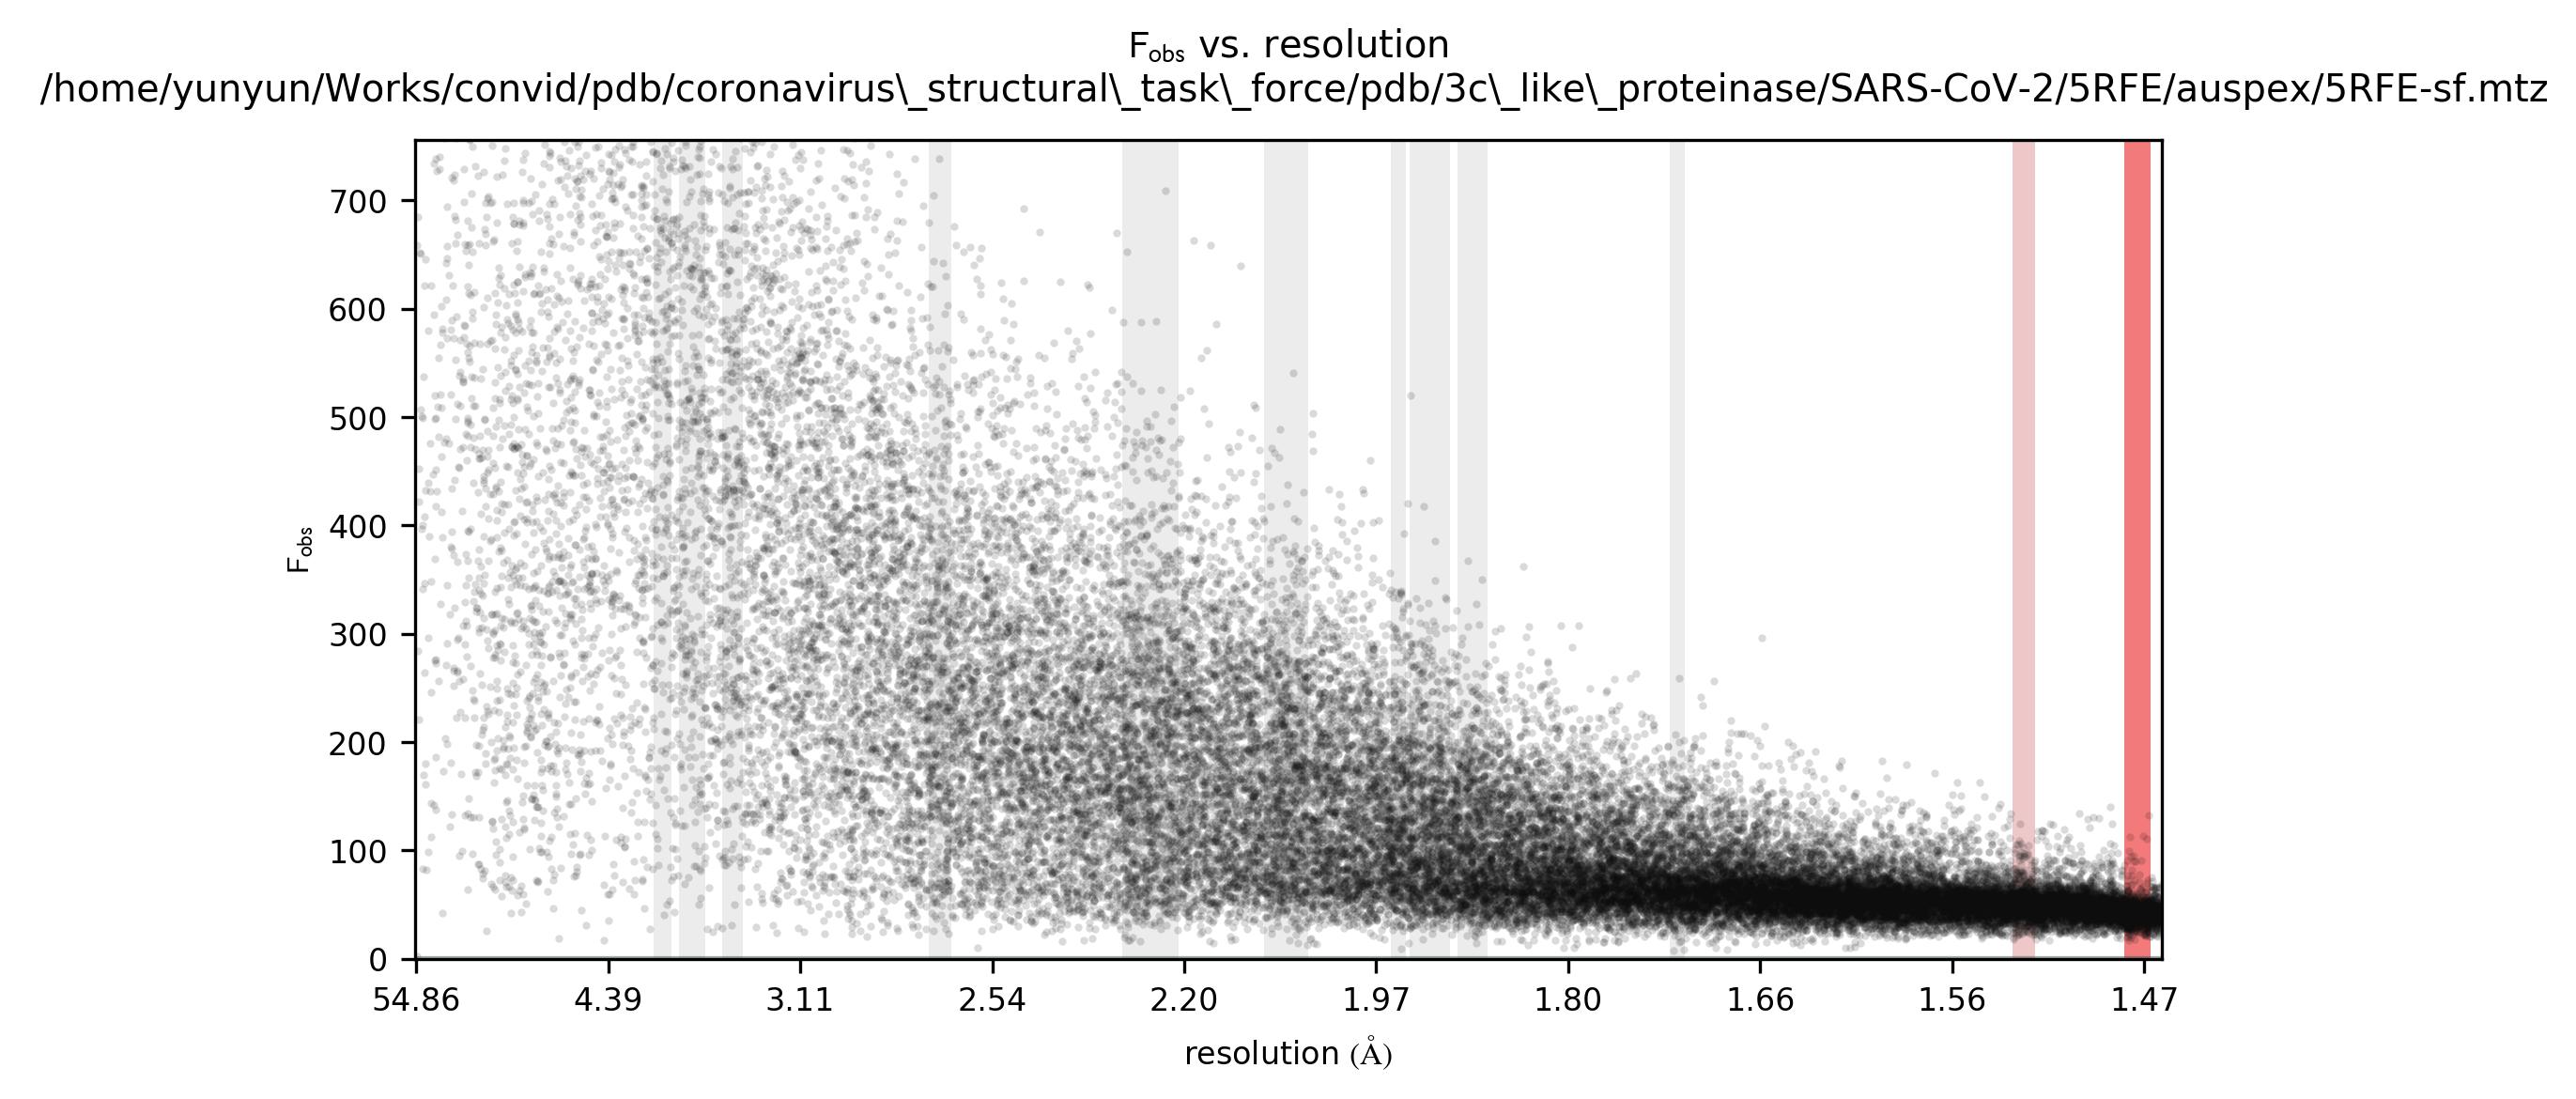 Fobs vs. resolution
/home/yunyun/Works/convid/pdb/coronavirus\_structural\_task\_force/pdb/3c\_like\_proteinase/SARS-CoV-2/5RFE/auspex/5RFE-sf.mtz
700
600
500
400
300
200
100
0
Fobs
54.86 4.39 3.11 2.54 2.20 1.97 1.80 1.66 1.56 1.47
resolution (Å)